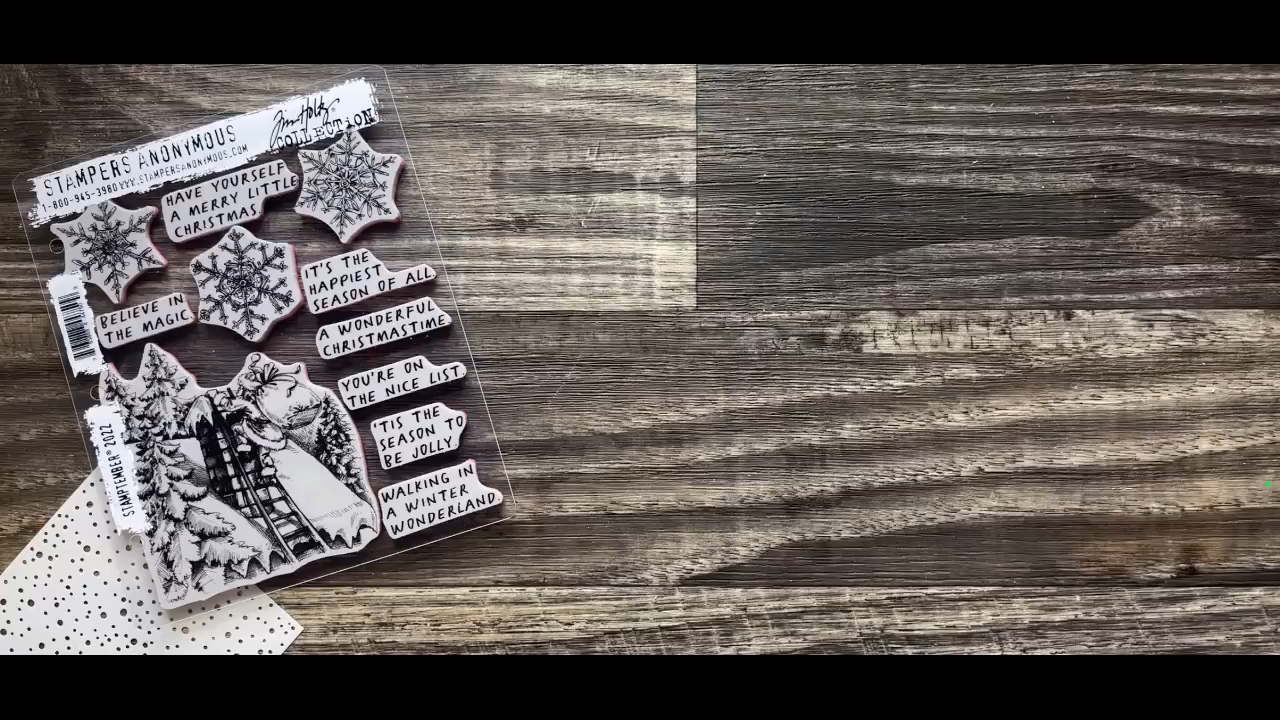 STAMPERS ANONYMOUS
Tim Holtz®
COLLECTION
1-800-945-3980 WWW.STAMPERSANONYMOUS.COM
HAVE YOURSELF
A MERRY LITTLE
CHRISTMAS
BELIEVE IN
THE MAGIC
IT'S THE
HAPPIEST
SEASON OF ALL
A WONDERFUL
CHRISTMASTIME
YOU'RE ON
THE NICE LIST
'TIS THE
SEASON TO
BE JOLLY
WALKING IN
A WINTER
WONDERLAND
STAMPTEMBER® 2022